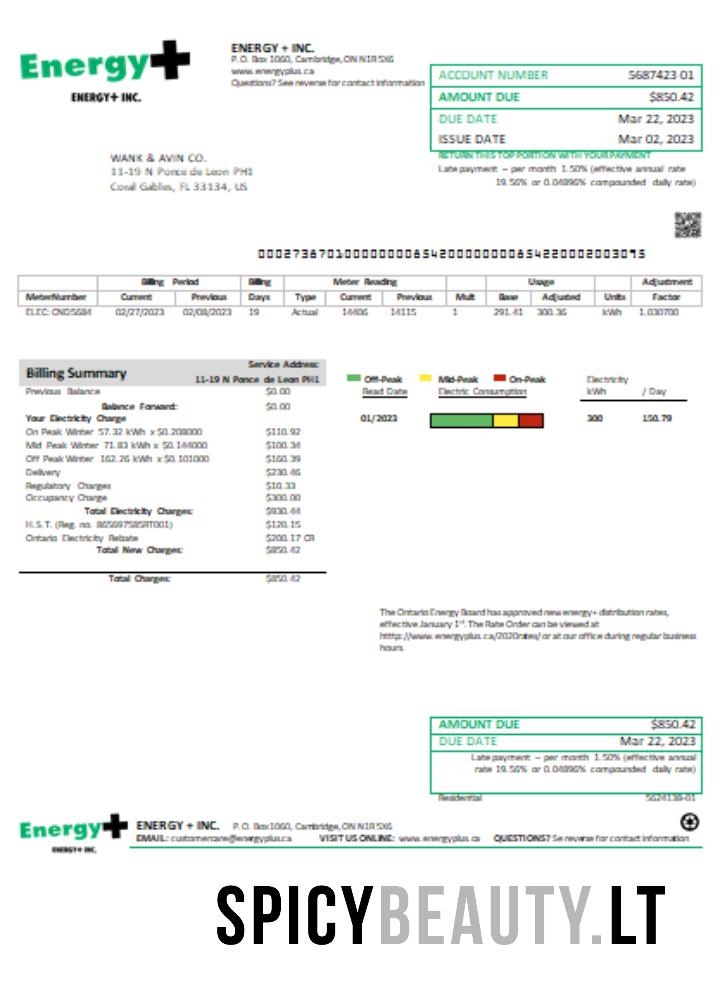 Energy+
ENERGY+ INC.
ENERGY + INC.
P.O. Box 1060, Cambridge, ON N1R 5X6
www.energyplus.ca
Questions? See reverse for contact information
ACCOUNT NUMBER 5687423 01
AMOUNT DUE $850.42
DUE DATE Mar 22, 2023
ISSUE DATE Mar 02, 2023
RETURN THIS TOP PORTION WITH YOUR PAYMENT
Late payment – per month 1.50% (effective annual rate
19.56% or 0.04896% compounded daily rate)
WANK & AVIN CO.
11-19 N Ponce de Leon PH1
Coral Gables, FL 33134, US
Billing Period Billing Meter Reading Usage Adjustment
MeterNumber Current Previous Days Type Current Previous Mult Base Adjusted Units Factor
ELEC: CND5684 02/27/2023 02/08/2023 19 Actual 14406 14115 1 291.41 300.36 kWh 1.030700
Billing Summary
Service Address:
11-19 N Ponce de Leon PH1
Previous Balance $0.00
Balance Forward: $0.00
Your Electricity Charge
On Peak Winter 57.32 kWh x $0.208000 $110.92
Mid Peak Winter 71.83 kWh x $0.144000 $100.34
Off Peak Winter 162.26 kWh x $0.101000 $160.39
Delivery $230.46
Regulatory Charges $10.33
Occupancy Charge $300.00
Total Electricity Charges: $930.44
H.S.T. (Reg. no. 865697585RT001) $120.15
Ontario Electricity Rebate $200.17 CR
Total New Charges: $850.42
Total Charges: $850.42
Off-Peak Mid-Peak On-Peak
Read Date Electric Consumption
Electricity
kWh / Day
01/2023 300 150.79
The Ontario Energy Board has approved new energy+ distribution rates,
effective January 1st. The Rate Order can be viewed at
htttp://www. energyplus.ca/2020rates/ or at our office during regular business
hours.
AMOUNT DUE $850.42
DUE DATE Mar 22, 2023
Late payment – per month 1.50% (effective annual
rate 19.56% or 0.04896% compounded daily rate)
Residential 5624138-01
Energy+
ENERGY+ INC.
ENERGY + INC. P.O. Box 1060, Cambridge, ON N1R 5X6
EMAIL: customercare@energyplus.ca VISIT US ONLINE: www. energyplus.ca QUESTIONS? Se reverse for contact information
SPICYBEAUTY.LT